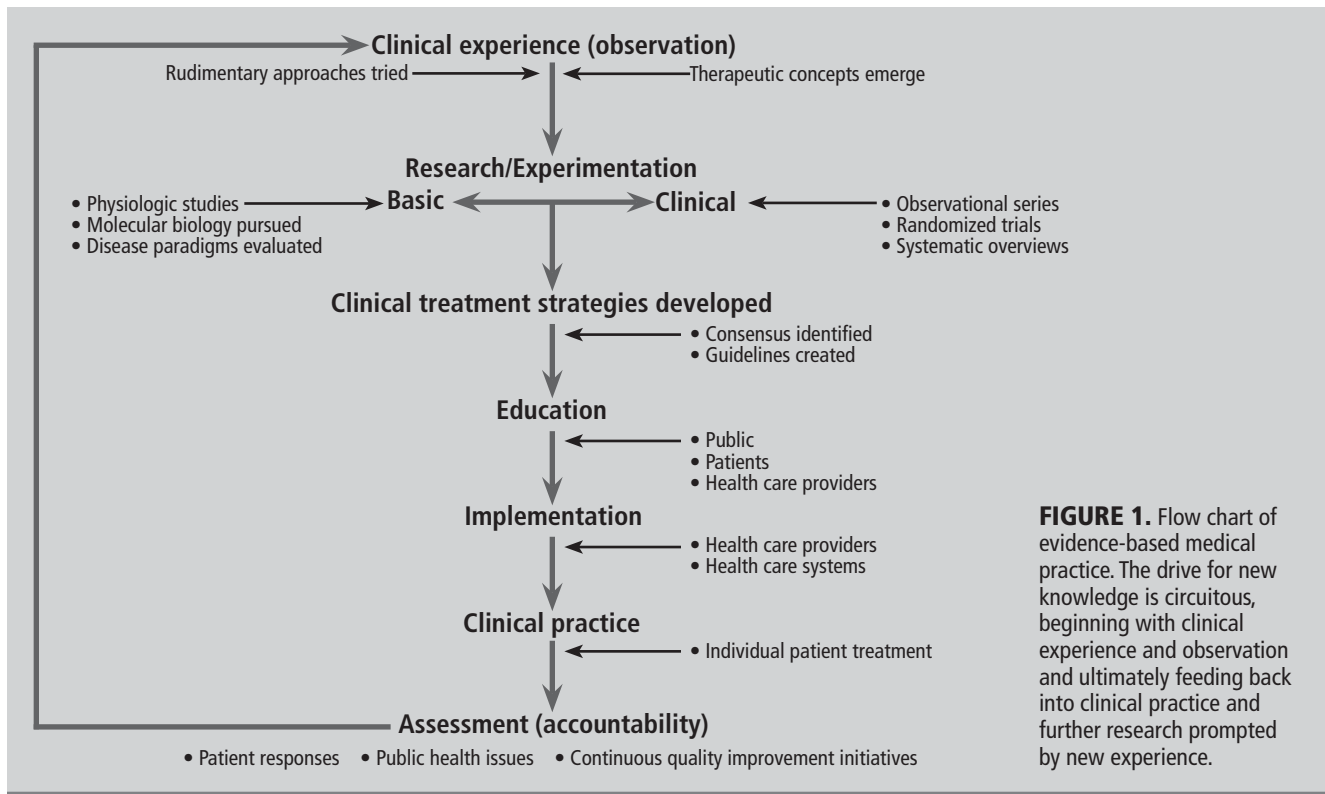 Clinical experience (observation)
Rudimentary approaches tried
Therapeutic concepts emerge
Research/Experimentation
Basic
Clinical
• Physiologic studies
• Molecular biology pursued
• Disease paradigms evaluated
• Observational series
• Randomized trials
• Systematic overviews
Clinical treatment strategies developed
• Consensus identified
• Guidelines created
Education
• Public
• Patients
• Health care providers
Implementation
• Health care providers
• Health care systems
Clinical practice
• Individual patient treatment
Assessment (accountability)
• Patient responses • Public health issues • Continuous quality improvement initiatives
FIGURE 1. Flow chart of
evidence-based medical
practice. The drive for new
knowledge is circuitous,
beginning with clinical
experience and observation
and ultimately feeding back
into clinical practice and
further research prompted
by new experience.